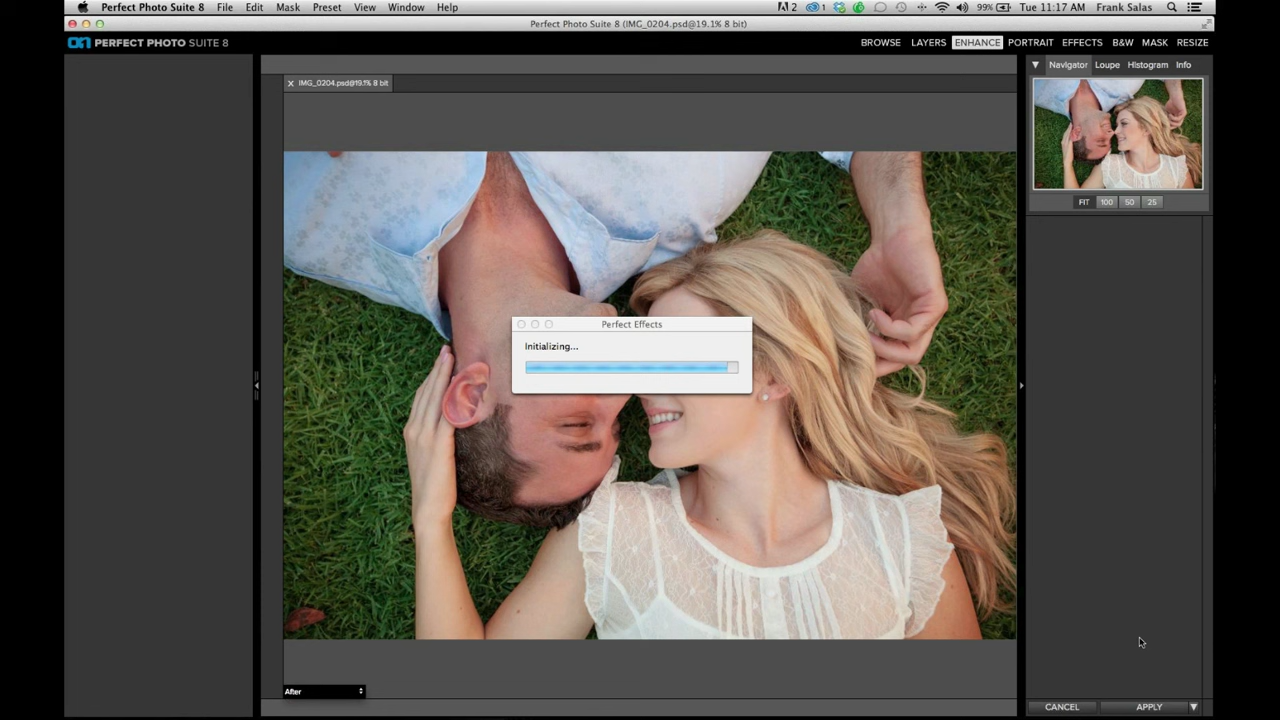 Perfect Photo Suite 8 File Edit Mask Preset View Window Help 2 1 99% Tue 11:17 AM Frank Salas
Perfect Photo Suite 8 (IMG_0204.psd@19.1% 8 bit)
on PERFECT PHOTO SUITE 8 BROWSE LAYERS ENHANCE PORTRAIT EFFECTS B&W MASK RESIZE
Navigator Loupe Histogram Info
IMG_0204.psd@19.1% 8 bit
FIT 100 50 25
Perfect Effects
Initializing...
After
CANCEL APPLY